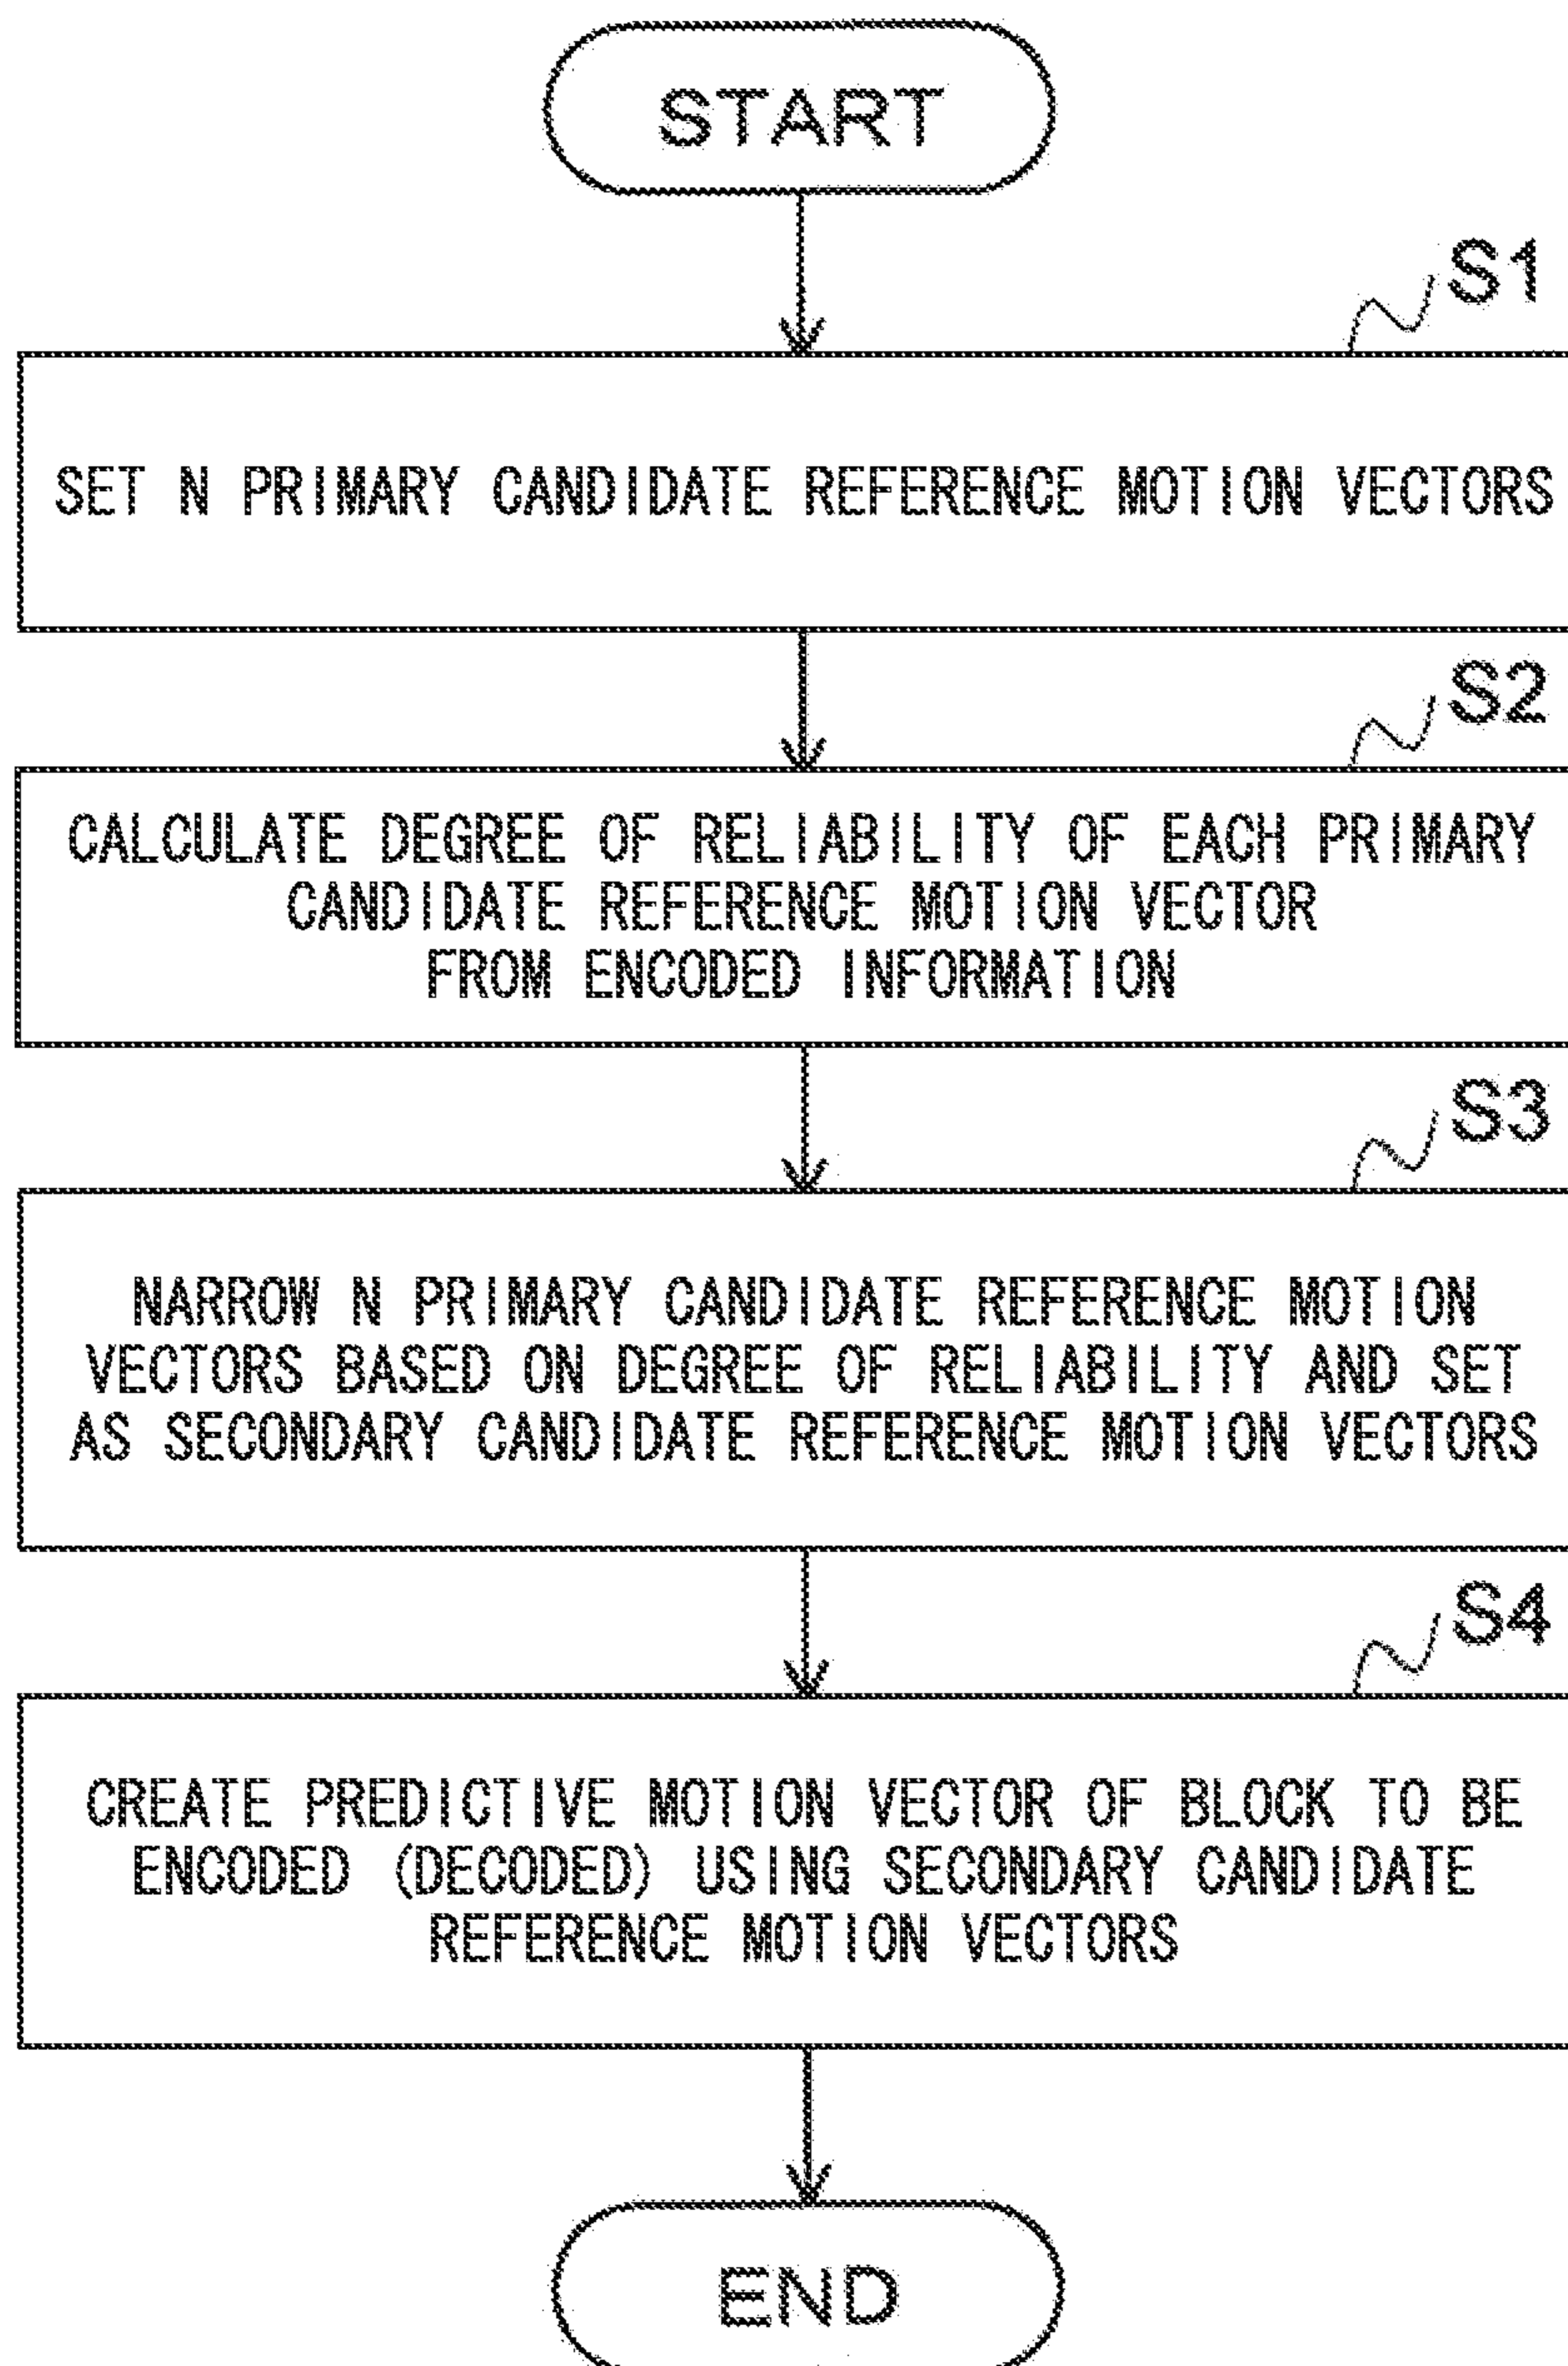 START
S1
SET N PRIMARY CANDIDATE REFERENCE MOTION VECTORS
S2
CALCULATE DEGREE OF RELIABILITY OF EACH PRIMARY
CANDIDATE REFERENCE MOTION VECTOR
FROM ENCODED INFORMATION
S3
NARROW N PRIMARY CANDIDATE REFERENCE MOTION
VECTORS BASED ON DEGREE OF RELIABILITY AND SET
AS SECONDARY CANDIDATE REFERENCE MOTION VECTORS
S4
CREATE PREDICTIVE MOTION VECTOR OF BLOCK TO BE
ENCODED (DECODED) USING SECONDARY CANDIDATE
REFERENCE MOTION VECTORS
END